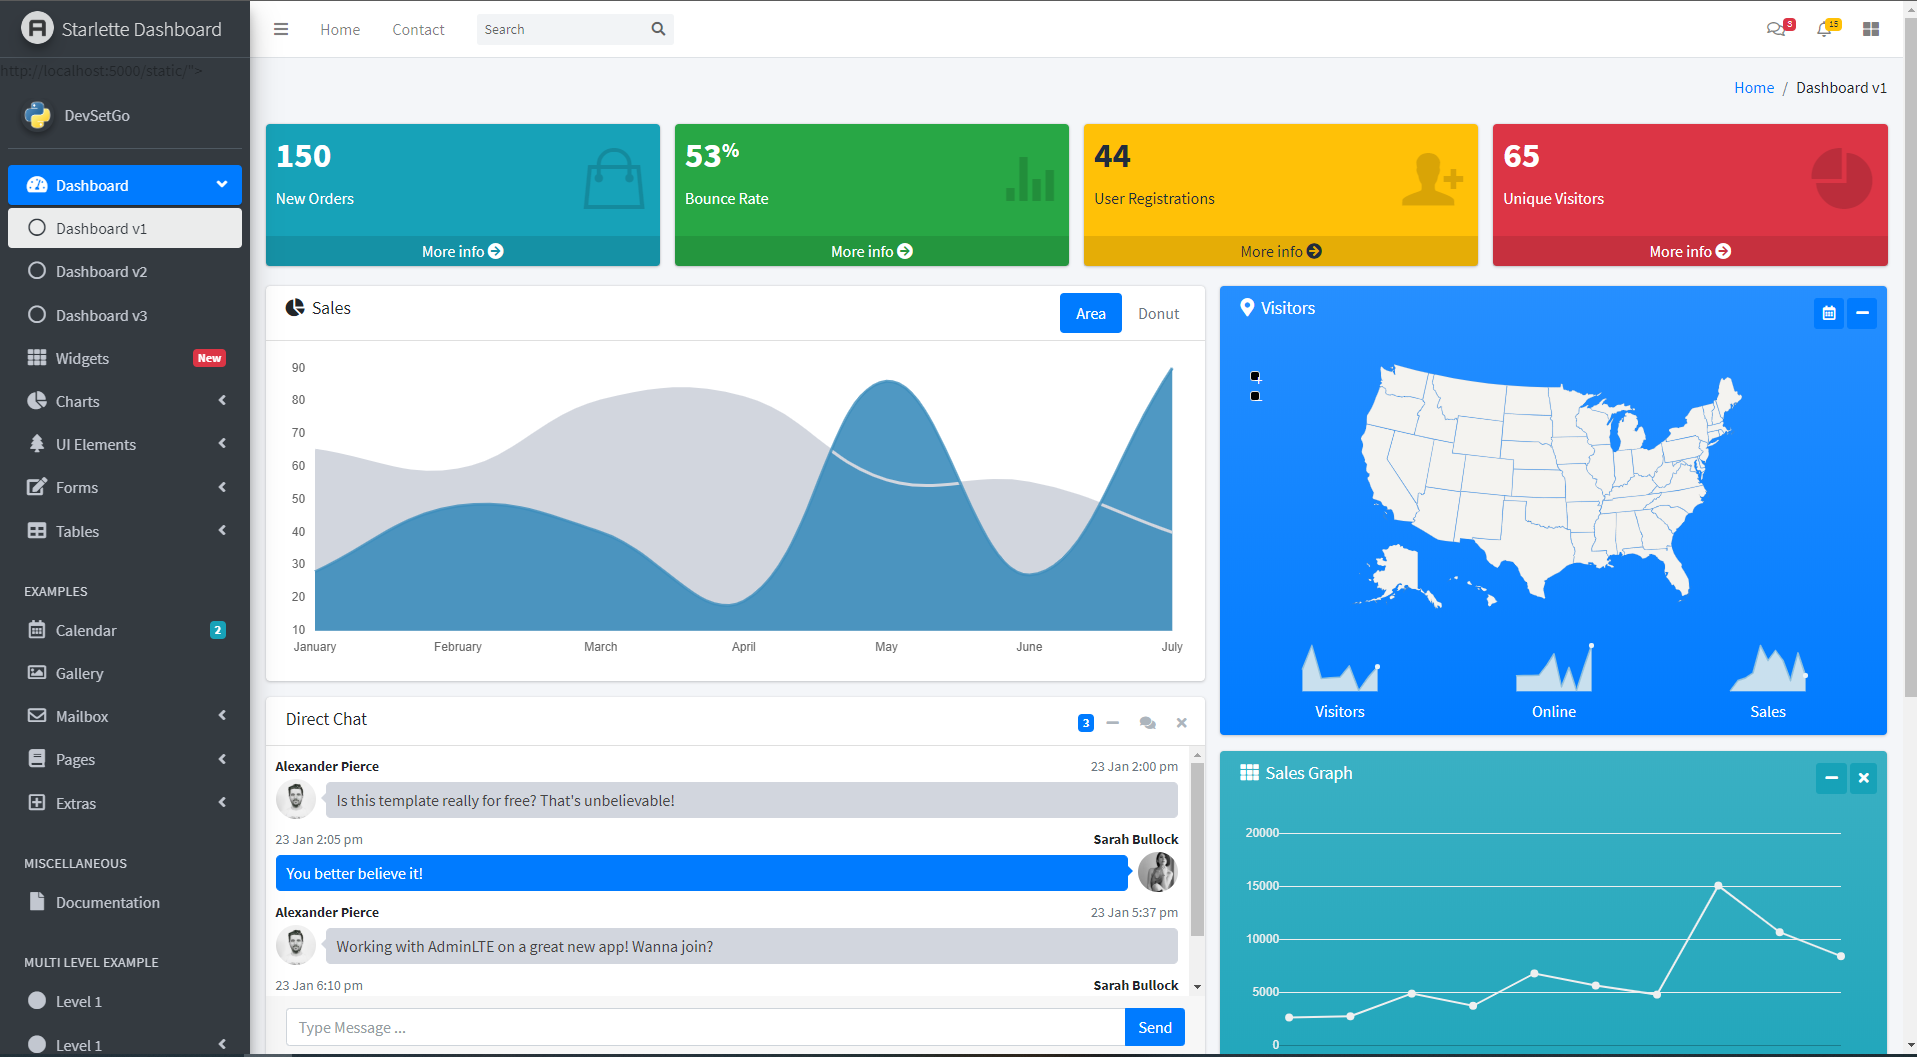 Starlette Dashboard
http://localhost:5000/static/">
DevSetGo
Dashboard
Dashboard v1
Dashboard v2
Dashboard v3
Widgets New
Charts
UI Elements
Forms
Tables
EXAMPLES
Calendar 2
Gallery
Mailbox
Pages
Extras
MISCELLANEOUS
Documentation
MULTI LEVEL EXAMPLE
Level 1
Level 1
Home Contact Search 3 15
Home / Dashboard v1
150
New Orders
More info
53%
Bounce Rate
More info
44
User Registrations
More info
65
Unique Visitors
More info
Sales Area Donut
90
80
70
60
50
40
30
20
10
January February March April May June July
Visitors
+
−
Visitors Online Sales
Direct Chat 3
Alexander Pierce 23 Jan 2:00 pm
Is this template really for free? That's unbelievable!
23 Jan 2:05 pm Sarah Bullock
You better believe it!
Alexander Pierce 23 Jan 5:37 pm
Working with AdminLTE on a great new app! Wanna join?
23 Jan 6:10 pm Sarah Bullock
Type Message ... Send
Sales Graph
20000
15000
10000
5000
0